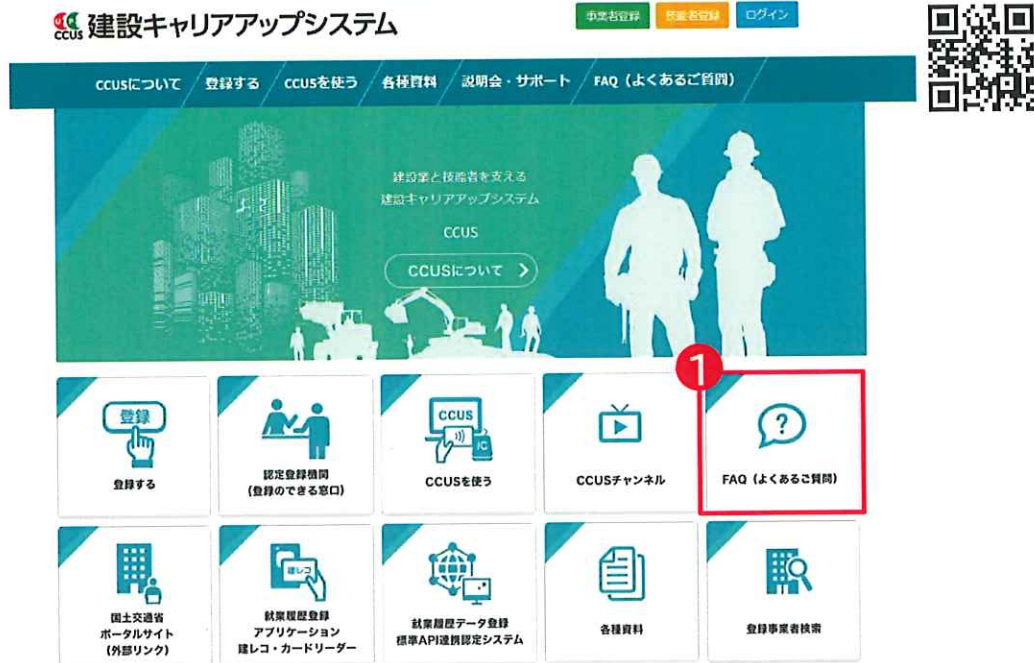 CCUS 建設キャリアアップシステム
事業者登録 技能者登録 ログイン
CCUSについて 登録する CCUSを使う 各種資料 説明会・サポート FAQ（よくあるご質問）
建設業と技能者を支える
建設キャリアアップシステム
CCUS
CCUSについて
1
登録
登録する
認定登録機関
(登録のできる窓口)
CCUS
IC
CCUSを使う
CCUSチャンネル
?
FAQ（よくあるご質問）
国土交通省
ポータルサイト
(外部リンク)
建レコ
就業履歴登録
アプリケーション
建レコ・カードリーダー
就業履歴データ登録
標準API連携認定システム
各種資料
登録事業者検索